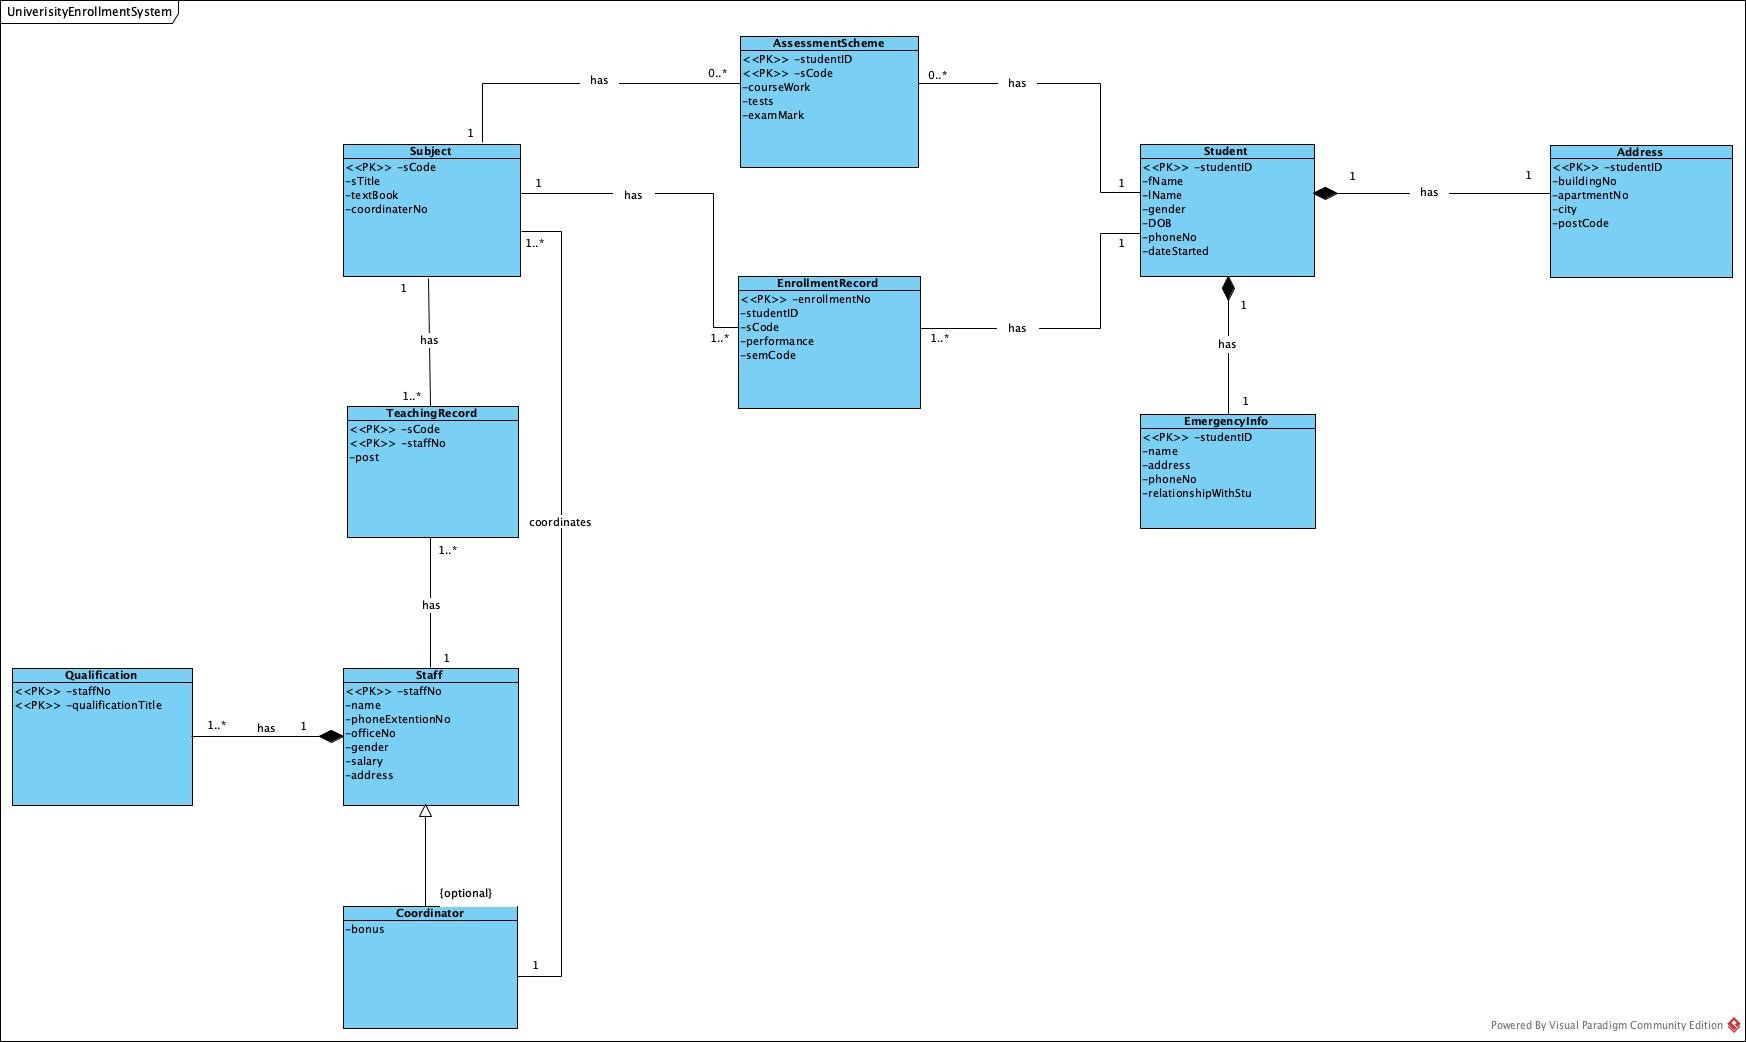 UniverisityEnrollmentSystem
AssessmentScheme
<<PK>> -studentID
<<PK>> -sCode
-courseWork
-tests
-examMark
0..*
has
1
0..*
has
1
Subject
<<PK>> -sCode
-sTitle
-textBook
-coordinaterNo
1
has
1..*
1..*
Student
<<PK>> -studentID
-fName
-lName
-gender
-DOB
-phoneNo
-dateStarted
1
1
has
1
Address
<<PK>> -studentID
-buildingNo
-apartmentNo
-city
-postCode
EnrollmentRecord
<<PK>> -enrollmentNo
-studentID
-sCode
-performance
-semCode
1..*
has
1
has
1
EmergencyInfo
<<PK>> -studentID
-name
-address
-phoneNo
-relationshipWithStu
1
has
1..*
TeachingRecord
<<PK>> -sCode
<<PK>> -staffNo
-post
coordinates
1..*
has
1
Qualification
<<PK>> -staffNo
<<PK>> -qualificationTitle
1..*
has
1
Staff
<<PK>> -staffNo
-name
-phoneExtentionNo
-officeNo
-gender
-salary
-address
{optional}
Coordinator
-bonus
1
Powered By Visual Paradigm Community Edition